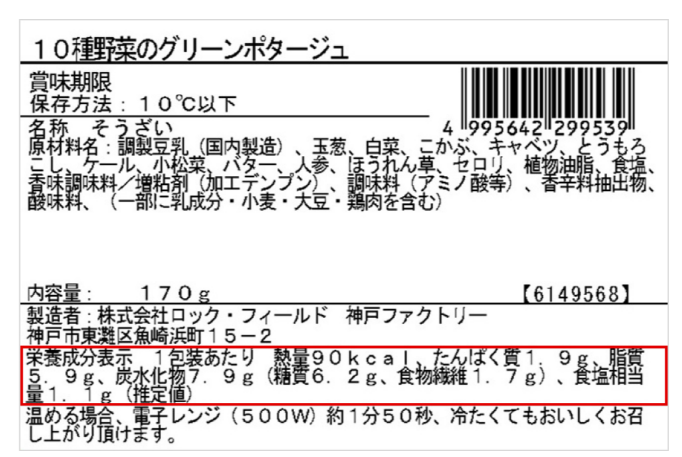 10種野菜のグリーンポタージュ
賞味期限
保存方法：10℃以下
4 995642 299539
名称　そうざい
原材料名：調製豆乳（国内製造）、玉葱、白菜、こかぶ、キャベツ、とうもろ
こし、ケール、小松菜、バター、人参、ほうれん草、セロリ、植物油脂、食塩、
香味調味料／増粘剤（加工デンプン）、調味料（アミノ酸等）、香辛料抽出物、
酸味料、（一部に乳成分・小麦・大豆・鶏肉を含む）
内容量：　170g　【6149568】
製造者：株式会社ロック・フィールド　神戸ファクトリー
神戸市東灘区魚崎浜町15－2
栄養成分表示　1包装あたり　熱量90kcal、たんぱく質1．9g、脂質
5．9g、炭水化物7．9g（糖質6．2g、食物繊維1．7g）、食塩相当
量1．1g（推定値）
温める場合、電子レンジ（500W）約1分50秒、冷たくてもおいしくお召
し上がり頂けます。